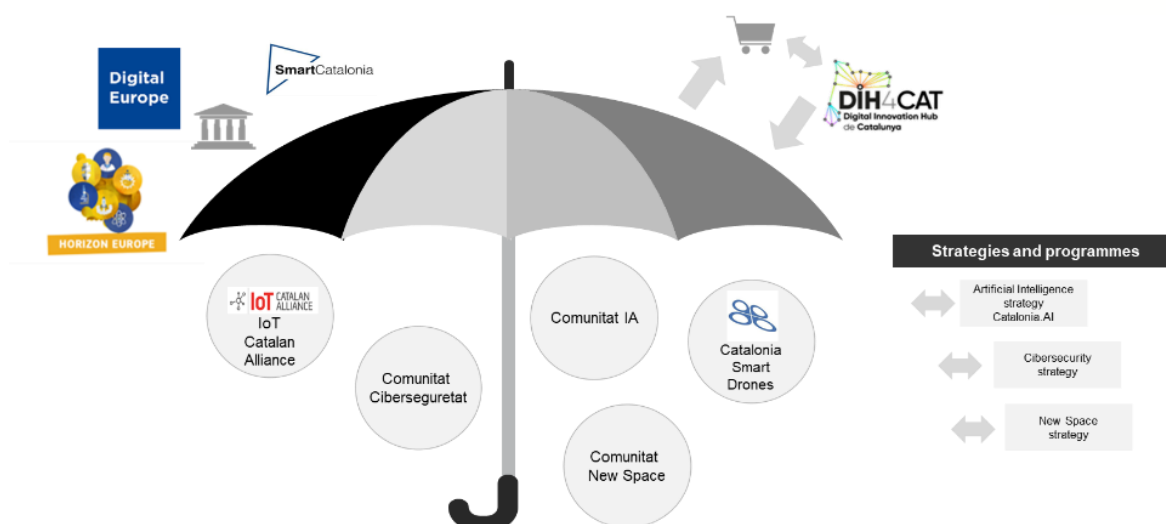 Digital
Europe
SmartCatalonia
HORIZON EUROPE
DIH4CAT
Digital Innovation Hub
de Catalunya
IoT CATALAN
ALLIANCE
IoT
Catalan
Alliance
Comunitat
Ciberseguretat
Comunitat IA
Catalonia
Smart
Drones
Comunitat
New Space
Strategies and programmes
Artificial Intelligence
strategy
Catalonia.AI
Cibersecurity
strategy
New Space
strategy